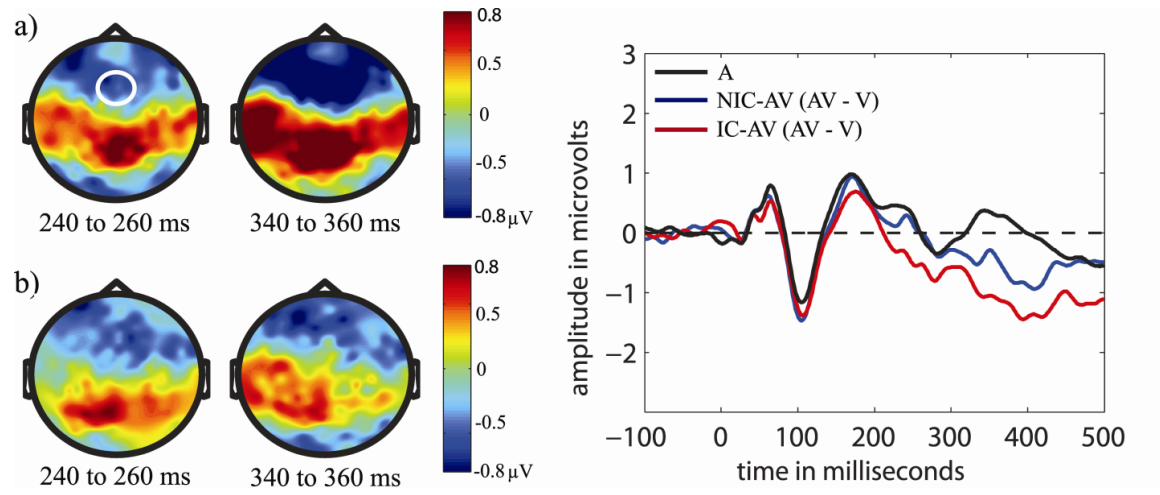 a)
0.8
0.5
0
-0.5
-0.8 μV
240 to 260 ms
340 to 360 ms
b)
0.8
0.5
0
-0.5
-0.8 μV
240 to 260 ms
340 to 360 ms
A
NIC-AV (AV - V)
IC-AV (AV - V)
amplitude in microvolts
3
2
1
0
−1
−2
−100
0
100
200
300
400
500
time in milliseconds